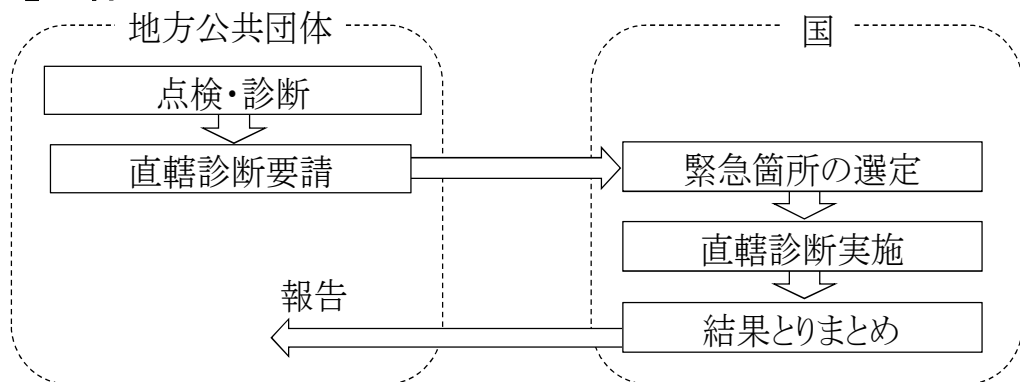 地方公共団体
国
点検・診断
直轄診断要請
緊急箇所の選定
直轄診断実施
報告
結果とりまとめ